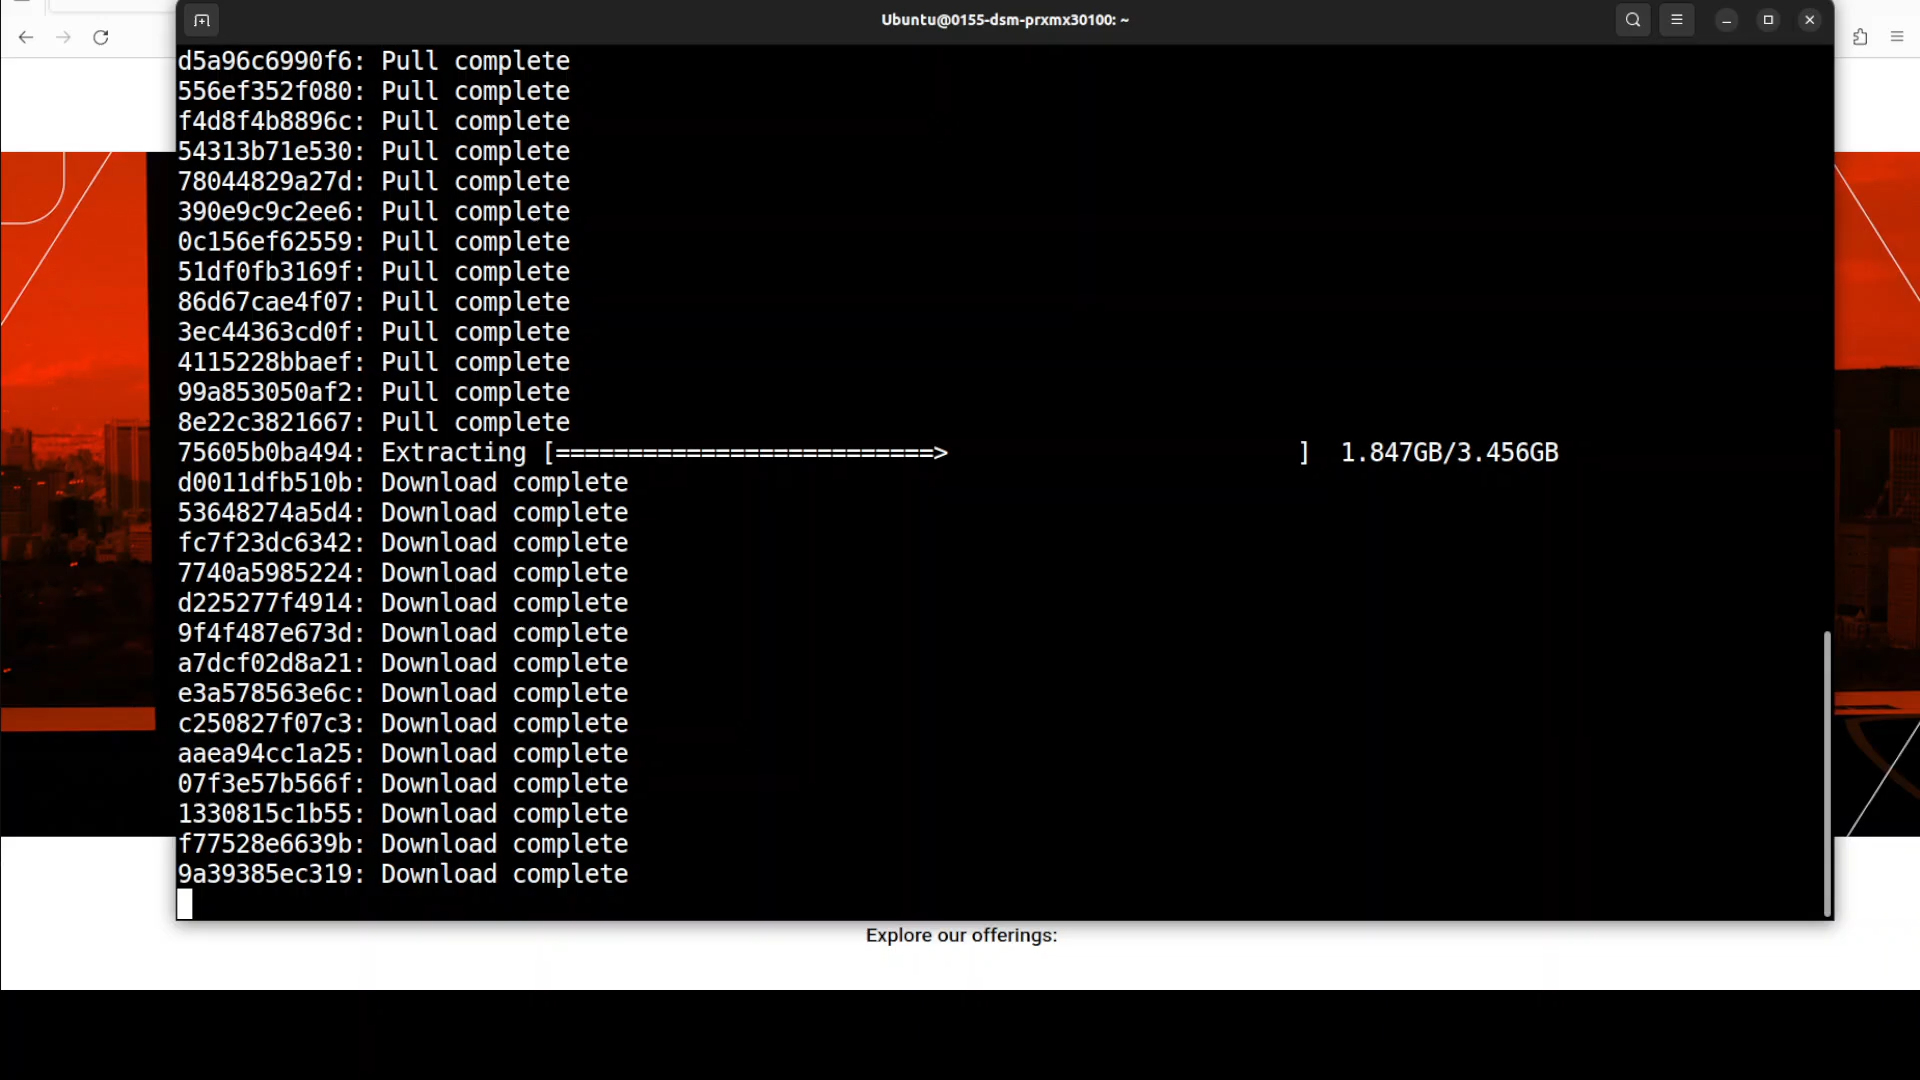 Ubuntu@0155-dsm-prxmx30100: ~
d5a96c6990f6: Pull complete
556ef352f080: Pull complete
f4d8f4b8896c: Pull complete
54313b71e530: Pull complete
78044829a27d: Pull complete
390e9c9c2ee6: Pull complete
0c156ef62559: Pull complete
51df0fb3169f: Pull complete
86d67cae4f07: Pull complete
3ec44363cd0f: Pull complete
4115228bbaef: Pull complete
99a853050af2: Pull complete
8e22c3821667: Pull complete
75605b0ba494: Extracting [==========================>                        ]  1.847GB/3.456GB
d0011dfb510b: Download complete
53648274a5d4: Download complete
fc7f23dc6342: Download complete
7740a5985224: Download complete
d225277f4914: Download complete
9f4f487e673d: Download complete
a7dcf02d8a21: Download complete
e3a578563e6c: Download complete
c250827f07c3: Download complete
aaea94cc1a25: Download complete
07f3e57b566f: Download complete
1330815c1b55: Download complete
f77528e6639b: Download complete
9a39385ec319: Download complete
Explore our offerings: